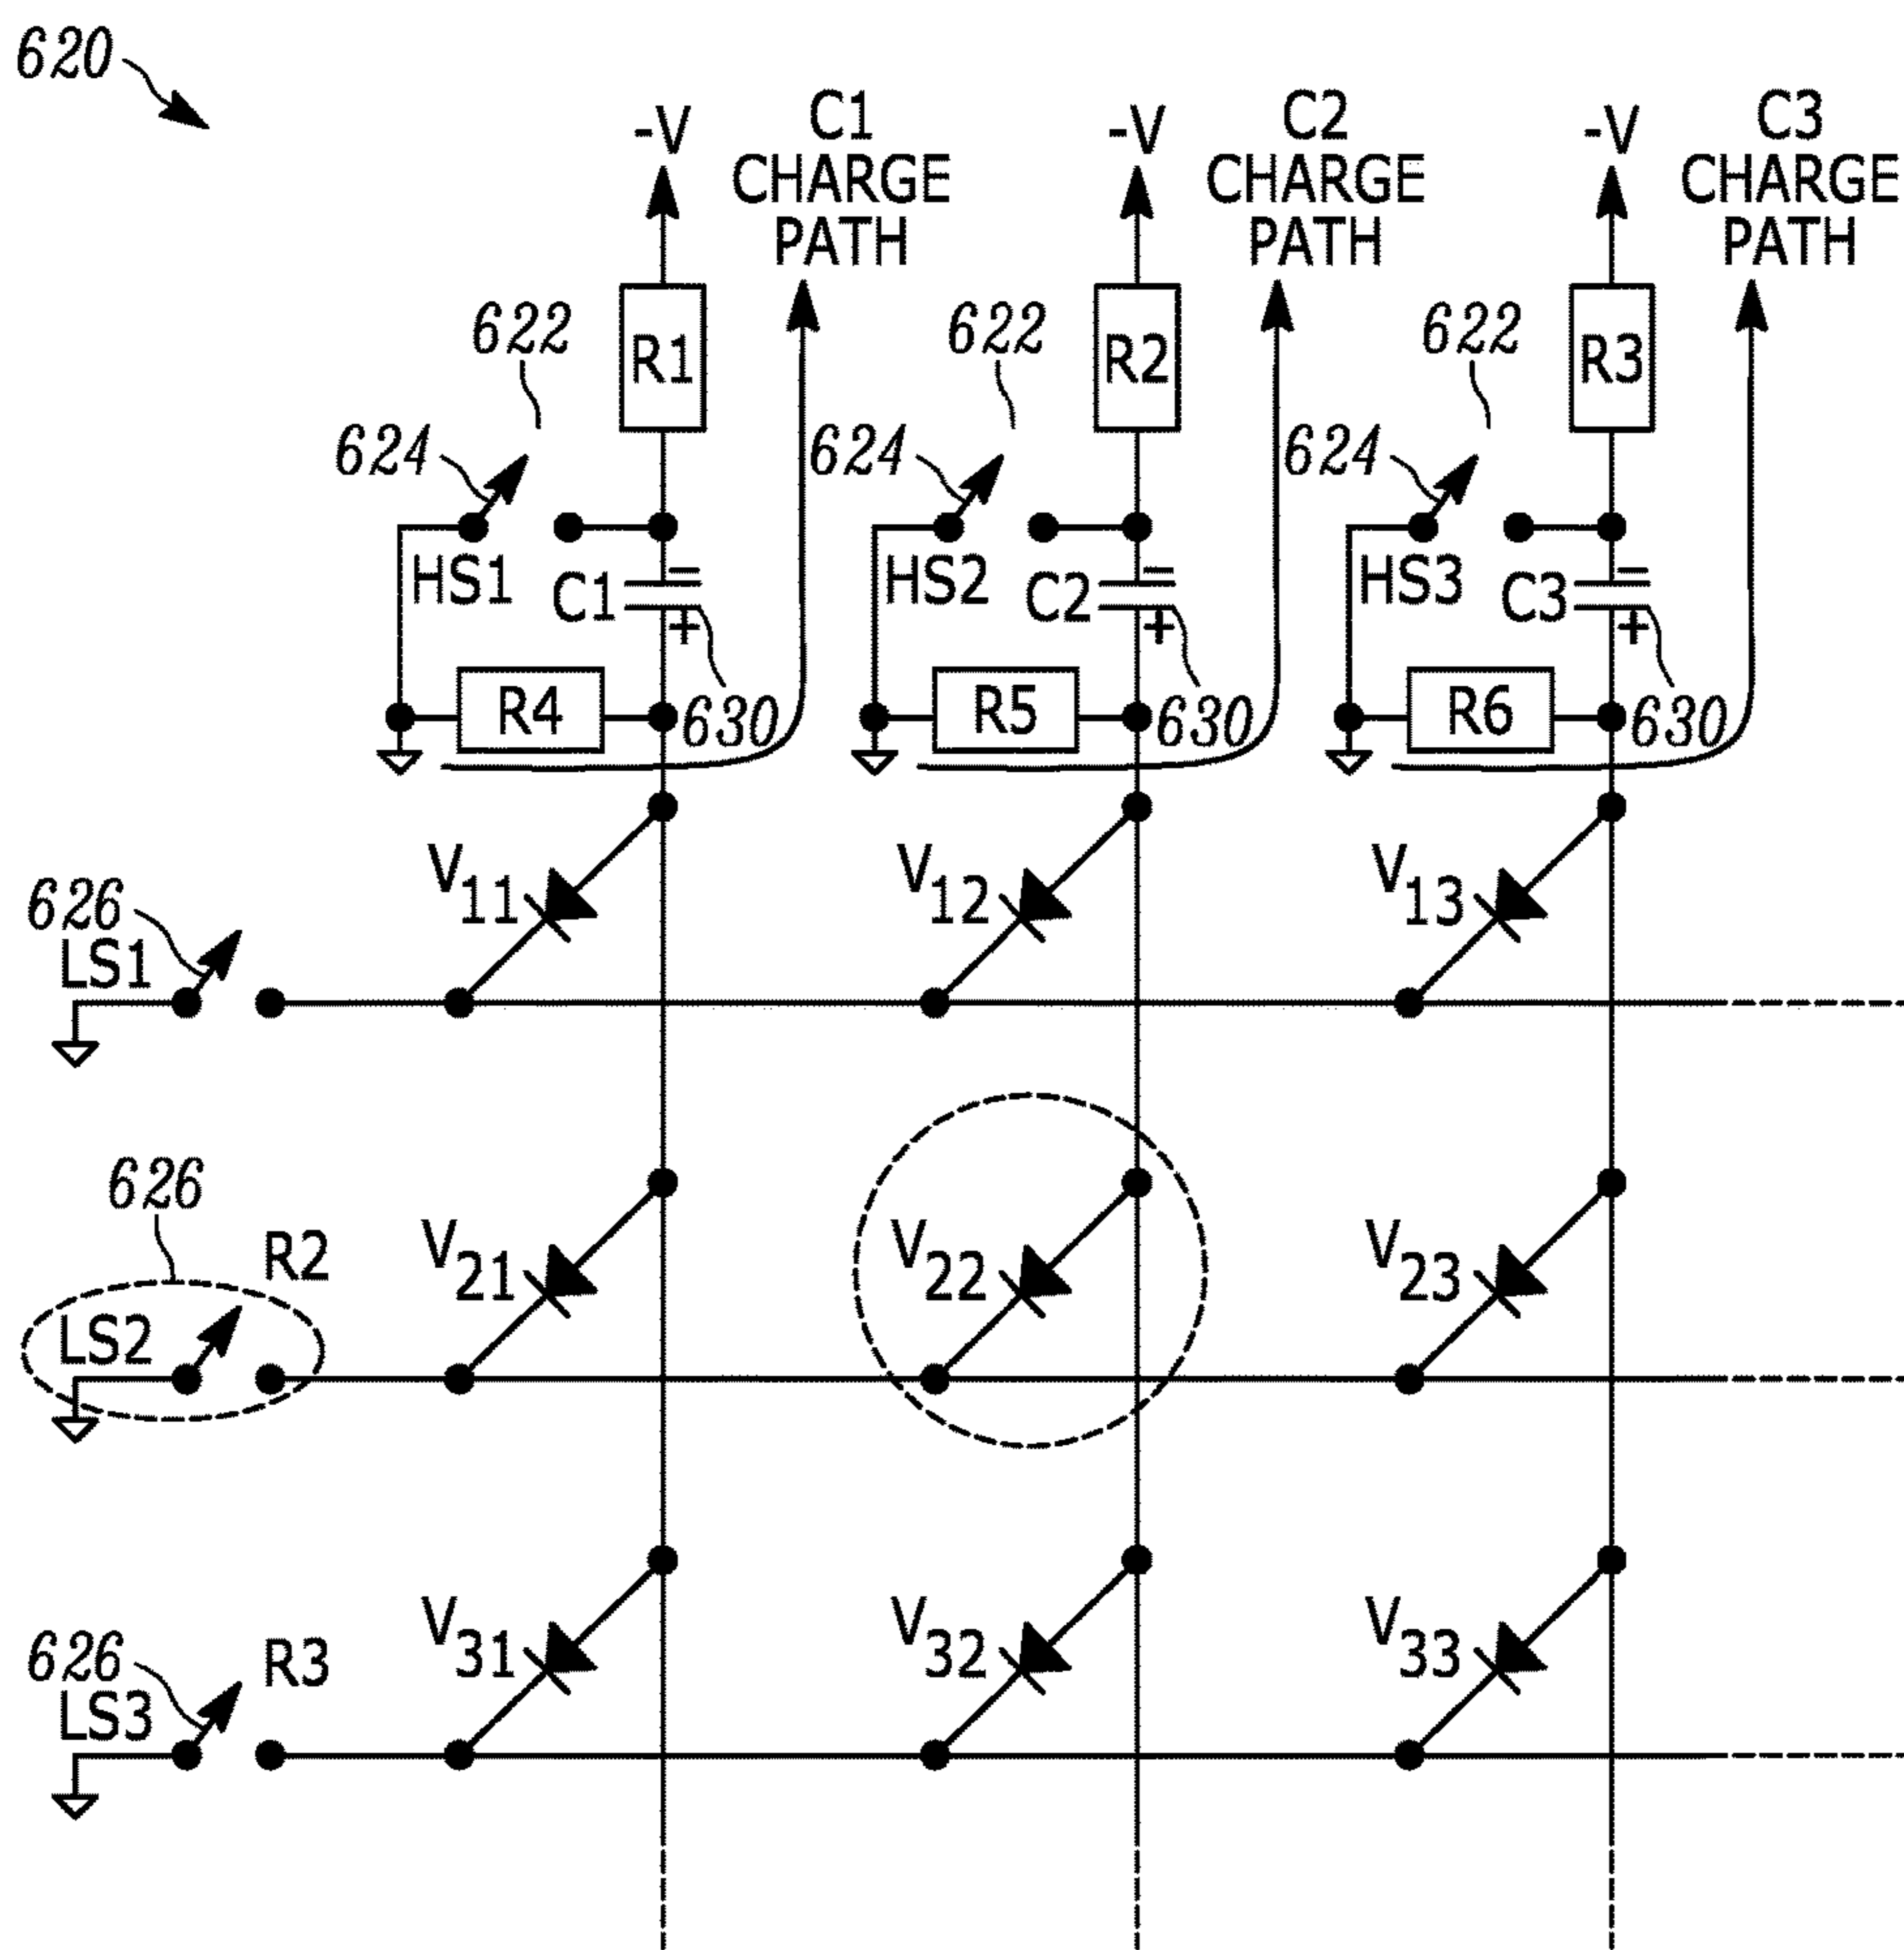 620
-V
C1
CHARGE
PATH
-V
C2
CHARGE
PATH
-V
C3
CHARGE
PATH
622
R1
622
R2
622
R3
624
624
624
HS1
C1
-
+
HS2
C2
-
+
HS3
C3
-
+
R4
630
R5
630
R6
630
V11
V12
V13
626
LS1
626
R2
LS2
V21
V22
V23
626
R3
LS3
V31
V32
V33